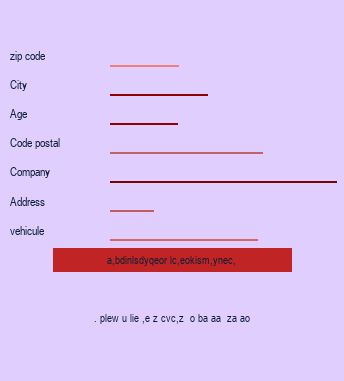 zip code
City
Age
Code postal
Company
Address
vehicule
a,bdinlsdyqeor lc,eokism,ynec,
. plew u lie ,e z cvc,z o ba aa za ao